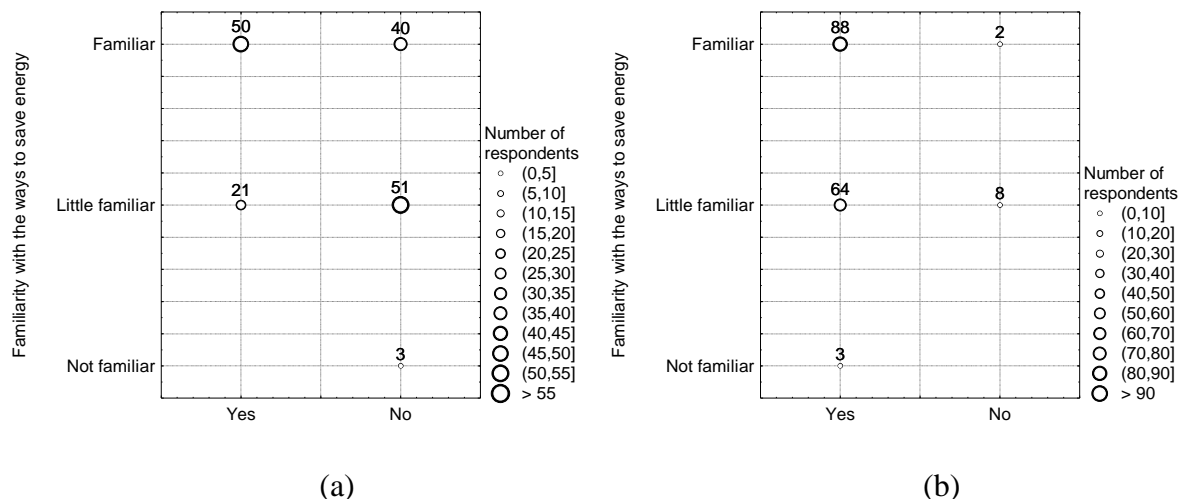 Familiarity with the ways to save energy
Familiar
Little familiar
Not familiar
50
40
21
51
3
Yes
No
Number of
respondents
(0,5]
(5,10]
(10,15]
(15,20]
(20,25]
(25,30]
(30,35]
(35,40]
(40,45]
(45,50]
(50,55]
> 55
(a)
Familiarity with the ways to save energy
Familiar
Little familiar
Not familiar
88
2
64
8
3
Yes
No
Number of
respondents
(0,10]
(10,20]
(20,30]
(30,40]
(40,50]
(50,60]
(60,70]
(70,80]
(80,90]
> 90
(b)